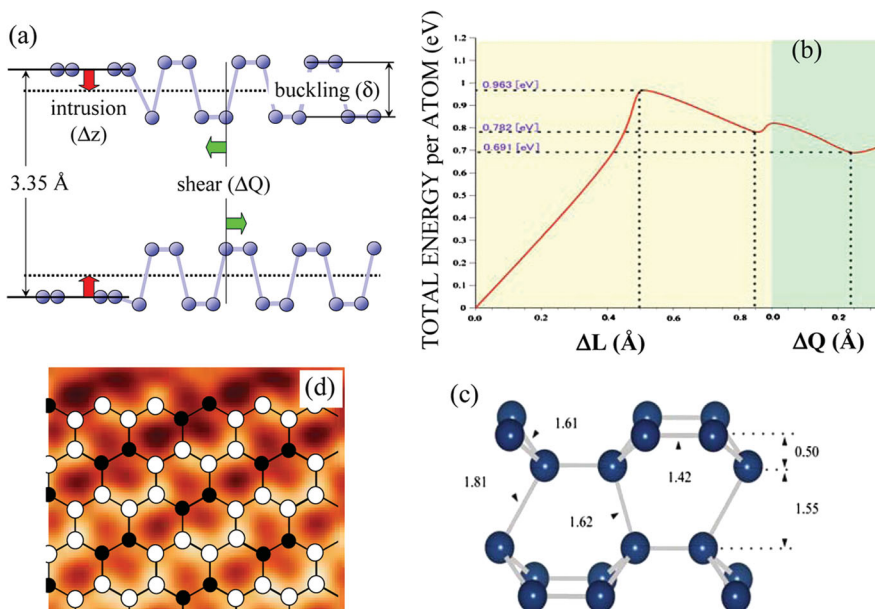 (a)
buckling (δ)
intrusion
(Δz)
3.35 Å
shear (ΔQ)
(b)
TOTAL ENERGY per ATOM (eV)
1.2
1.1
1
0.963 [eV]
0.9
0.8
0.782 [eV]
0.7
0.691 [eV]
0.6
0.5
0.4
0.3
0.2
0.1
0
0.0 0.2 0.4 0.6 0.8 0.0 0.2
ΔL (Å) ΔQ (Å)
(d)
(c)
1.61
0.50
1.81
1.42
1.55
1.62